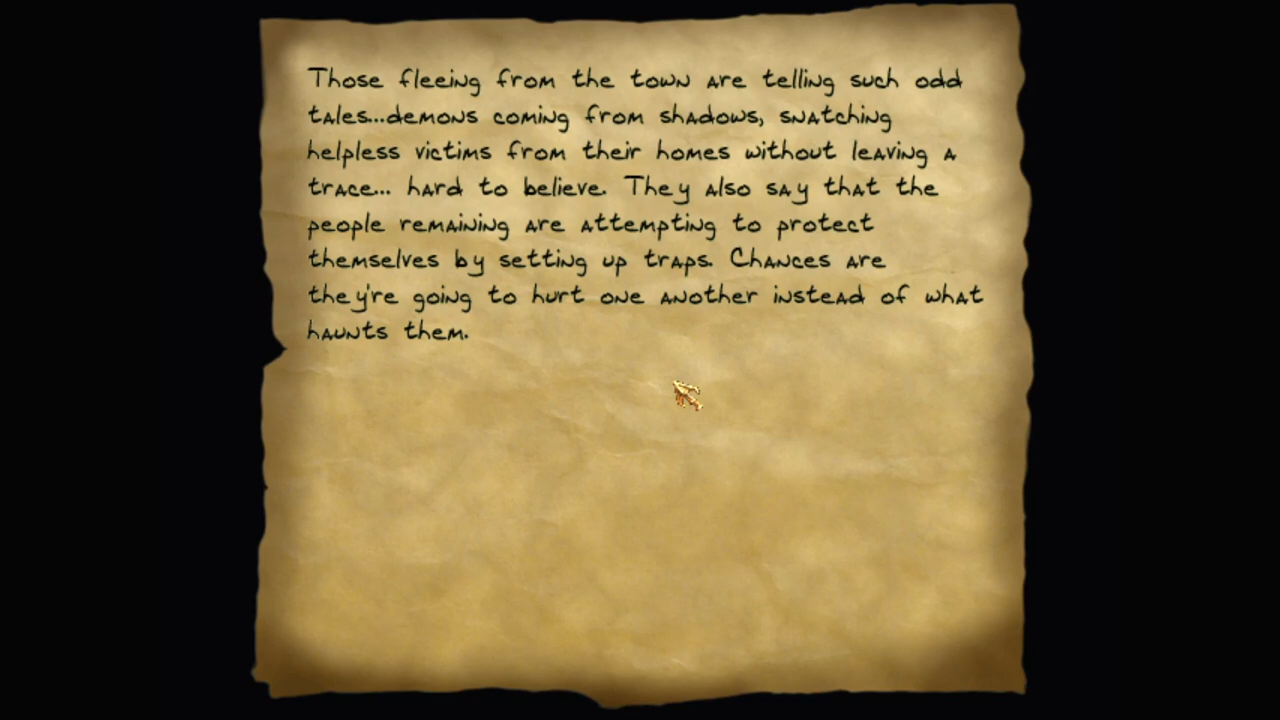 Those fleeing from the town are telling such odd
tales...demons coming from shadows, snatching
helpless victims from their homes without leaving a
trace... hard to believe. They also say that the
people remaining are attempting to protect
themselves by setting up traps. Chances are
they're going to hurt one another instead of what
haunts them.